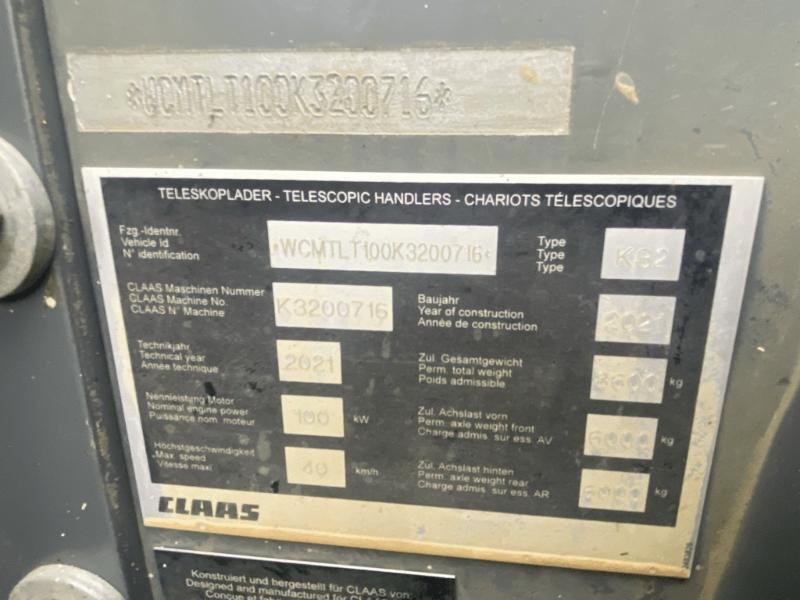 *WCMTLT100K3200716*
TELESKOPLADER - TELESCOPIC HANDLERS - CHARIOTS TÉLESCOPIQUES
Fzg.-Identnr.
Vehicle Id
N° identification
*WCMTLT100K3200716*
Type
Type
Type
K32
CLAAS Maschinen Nummer
CLAAS Machine No.
CLAAS N° Machine
K3200716
Baujahr
Year of construction
Année de construction
2021
Technikjahr
Technical year
Année technique
2021
Zul. Gesamtgewicht
Perm. total weight
Poids admissible
kg
Nennleistung Motor
Nominal engine power
Puissance nom. moteur
100 kW
Zul. Achslast vorn
Perm. axle weight front
Charge admis. sur ess. AV
6000 kg
Höchstgeschwindigkeit
Max. speed
Vitesse maxi
40 km/h
Zul. Achslast hinten
Perm. axle weight rear
Charge admis. sur ess. AR
6000 kg
CLAAS
Konstruiert und hergestellt für CLAAS von:
Designed and manufactured for CLAAS
Conçue et